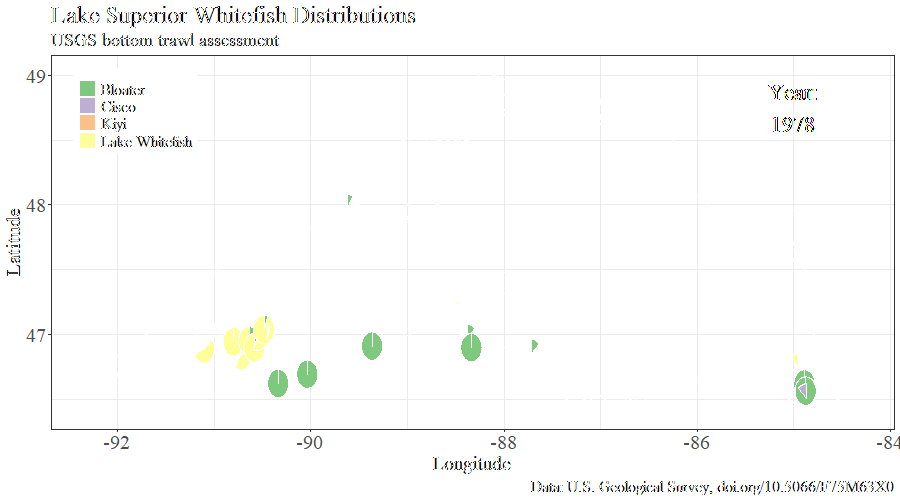 Lake Superior Whitefish Distributions
USGS bottom trawl assessment
49
48
47
Latitude
Bloater
Cisco
Kiyi
Lake Whitefish
Year:
1978
-92
-90
-88
-86
-84
Longitude
Data: U.S. Geological Survey, doi.org/10.5066/F75M63X0